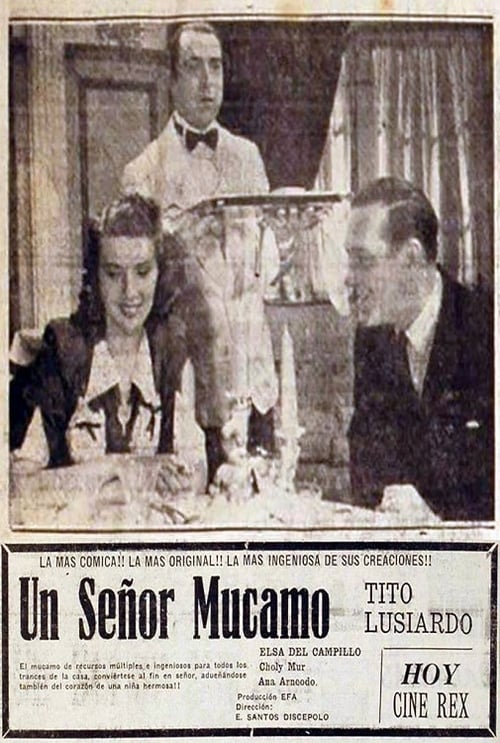 LA MAS COMICA!! LA MAS ORIGINAL!! LA MAS INGENIOSA DE SUS CREACIONES!!
Un Señor Mucamo
TITO
LUSIARDO
El mucamo de recursos múltiples e ingeniosos para todos los
trances de la casa, conviértese al fin en señor, adueñándose
también del corazón de una niña hermosa!!
ELSA DEL CAMPILLO
Choly Mur
Ana Arneodo.
Producción EFA
Dirección:
E. SANTOS DISCEPOLO
HOY
CINE REX